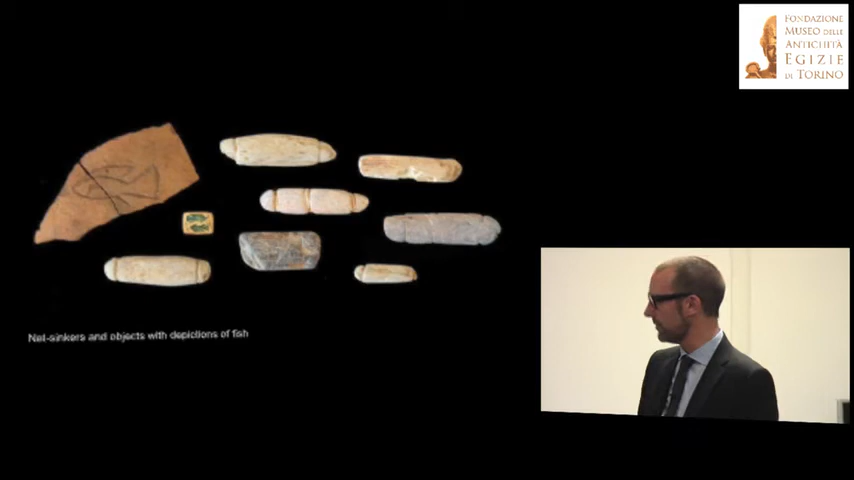 FONDAZIONE
MUSEO DELLE
ANTICHITÀ
EGIZIE
DI TORINO
Net-sinkers and objects with depictions of fish